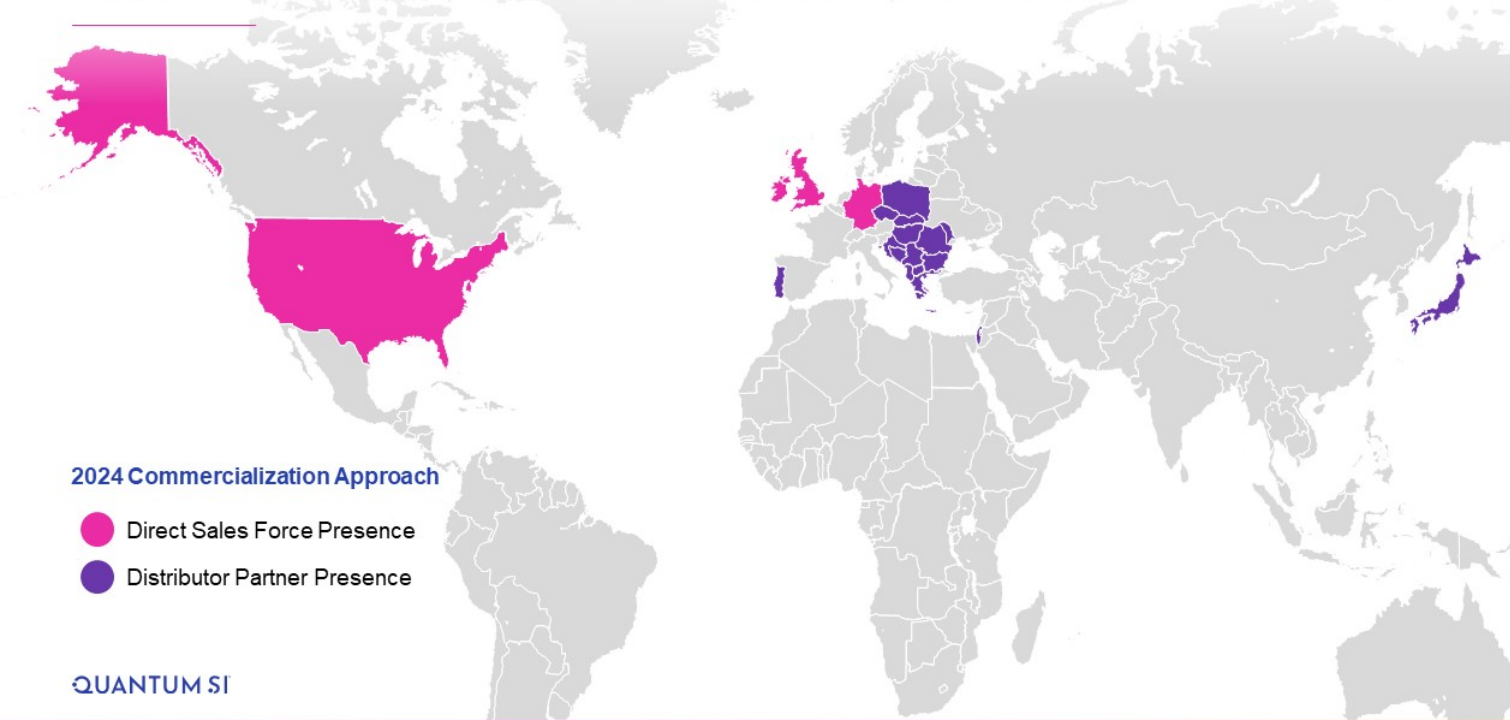 2024 Commercialization Approach
Direct Sales Force Presence
Distributor Partner Presence
QUANTUM SI